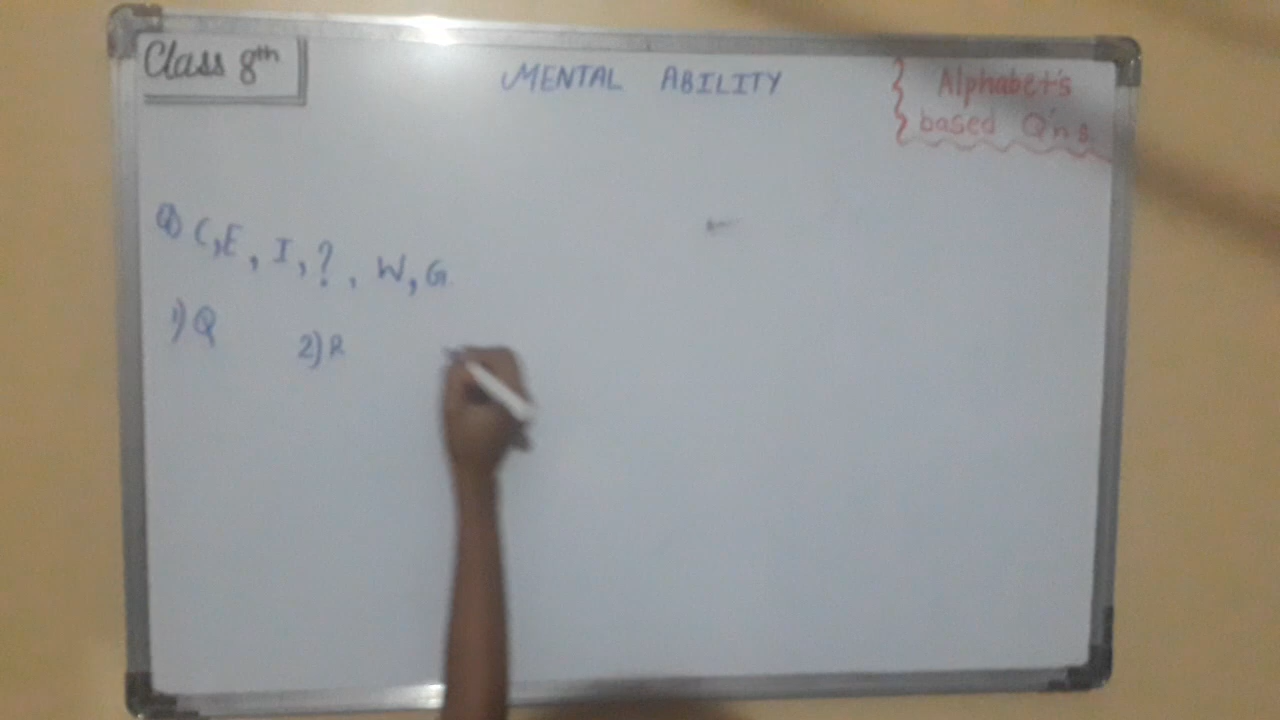 Class 8th
MENTAL ABILITY
Alphabet's
based Q'ns.
Q) C, E, I, ?, W, G
1) Q 2) R